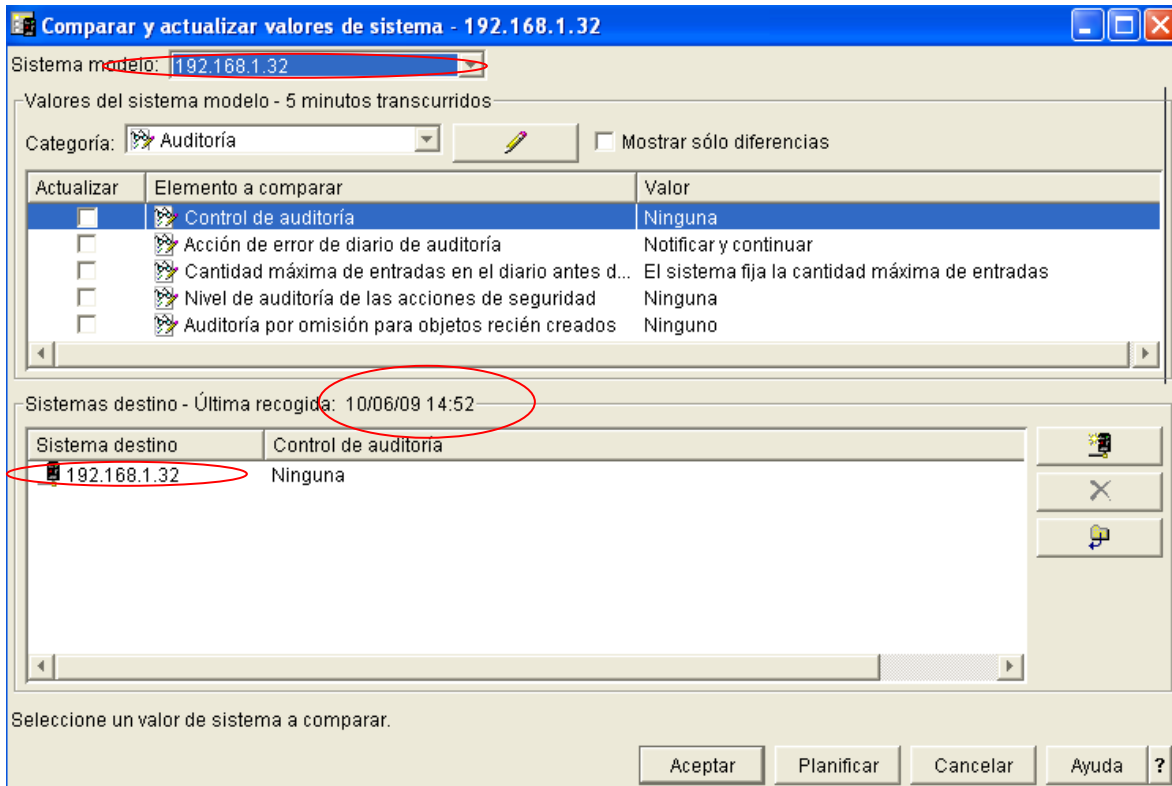 Comparar y actualizar valores de sistema - 192.168.1.32
Sistema modelo: 192.168.1.32
Valores del sistema modelo - 5 minutos transcurridos
Categoría: Auditoría Mostrar sólo diferencias
Actualizar Elemento a comparar Valor
Control de auditoría Ninguna
Acción de error de diario de auditoría Notificar y continuar
Cantidad máxima de entradas en el diario antes d... El sistema fija la cantidad máxima de entradas
Nivel de auditoría de las acciones de seguridad Ninguna
Auditoría por omisión para objetos recién creados Ninguno
Sistemas destino - Última recogida: 10/06/09 14:52
Sistema destino Control de auditoría
192.168.1.32 Ninguna
Seleccione un valor de sistema a comparar.
Aceptar Planificar Cancelar Ayuda ?